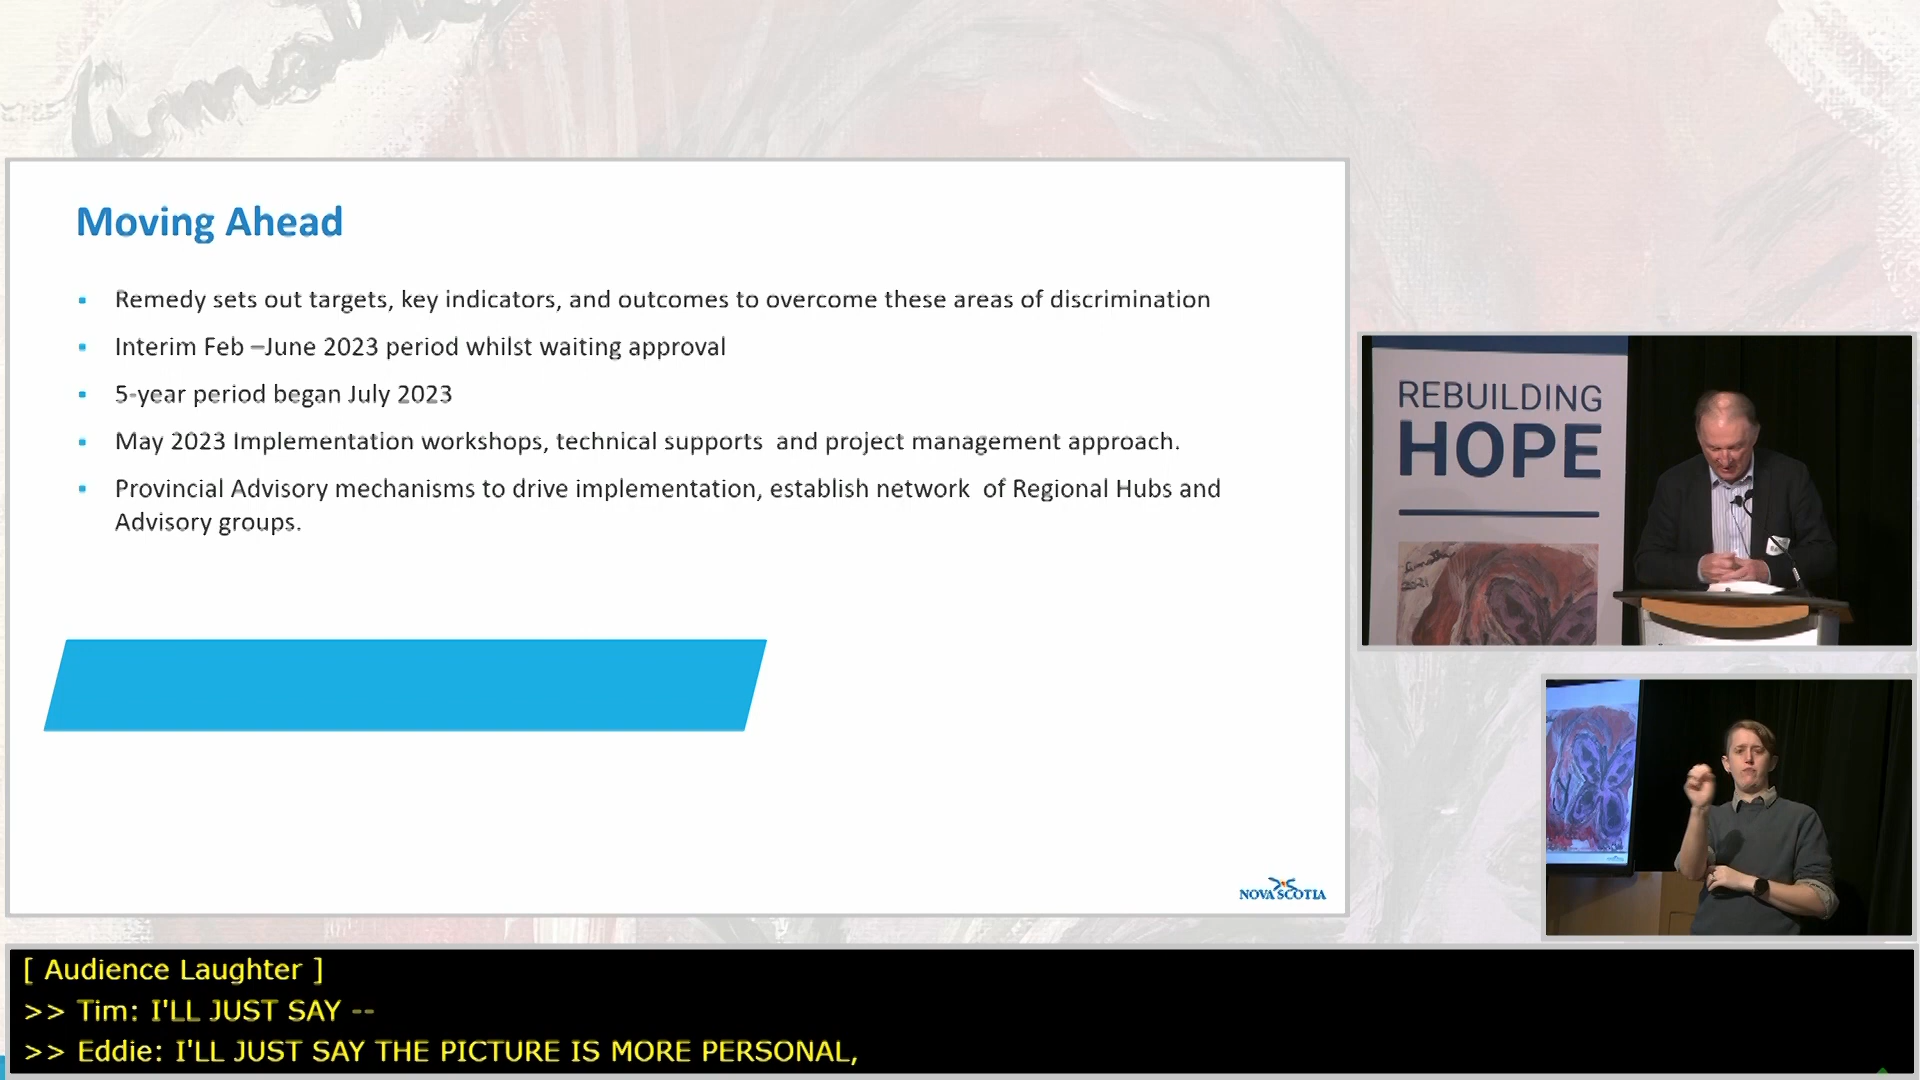 Moving Ahead
▪ Remedy sets out targets, key indicators, and outcomes to overcome these areas of discrimination
▪ Interim Feb –June 2023 period whilst waiting approval
▪ 5-year period began July 2023
▪ May 2023 Implementation workshops, technical supports  and project management approach.
▪ Provincial Advisory mechanisms to drive implementation, establish network  of Regional Hubs and
Advisory groups.
NOVA SCOTIA
REBUILDING
HOPE
[ Audience Laughter ]
>> Tim: I'LL JUST SAY --
>> Eddie: I'LL JUST SAY THE PICTURE IS MORE PERSONAL,